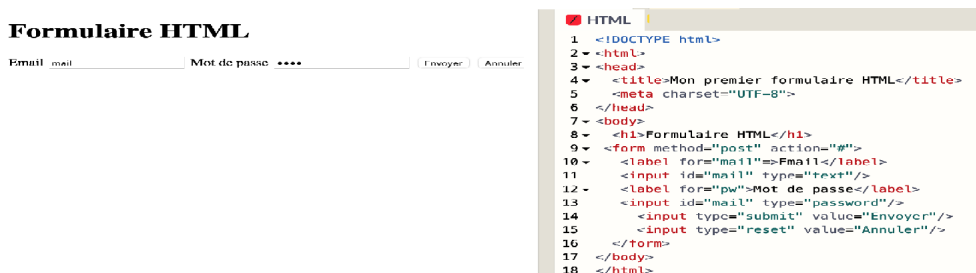 Formulaire HTML
Email mail Mot de passe •••• Envoyer Annuler
HTML !
1 <!DOCTYPE html>
2 <html>
3 <head>
4 <title>Mon premier formulaire HTML</title>
5 <meta charset="UTF-8">
6 </head>
7 <body>
8 <h1>Formulaire HTML</h1>
9 <form method="post" action="#">
10 <label for="mail"=>Email</label>
11 <input id="mail" type="text"/>
12 <label for="pw">Mot de passe</label>
13 <input id="mail" type="password"/>
14 <input type="submit" value="Envoyer"/>
15 <input type="reset" value="Annuler"/>
16 </form>
17 </body>
18 </html>